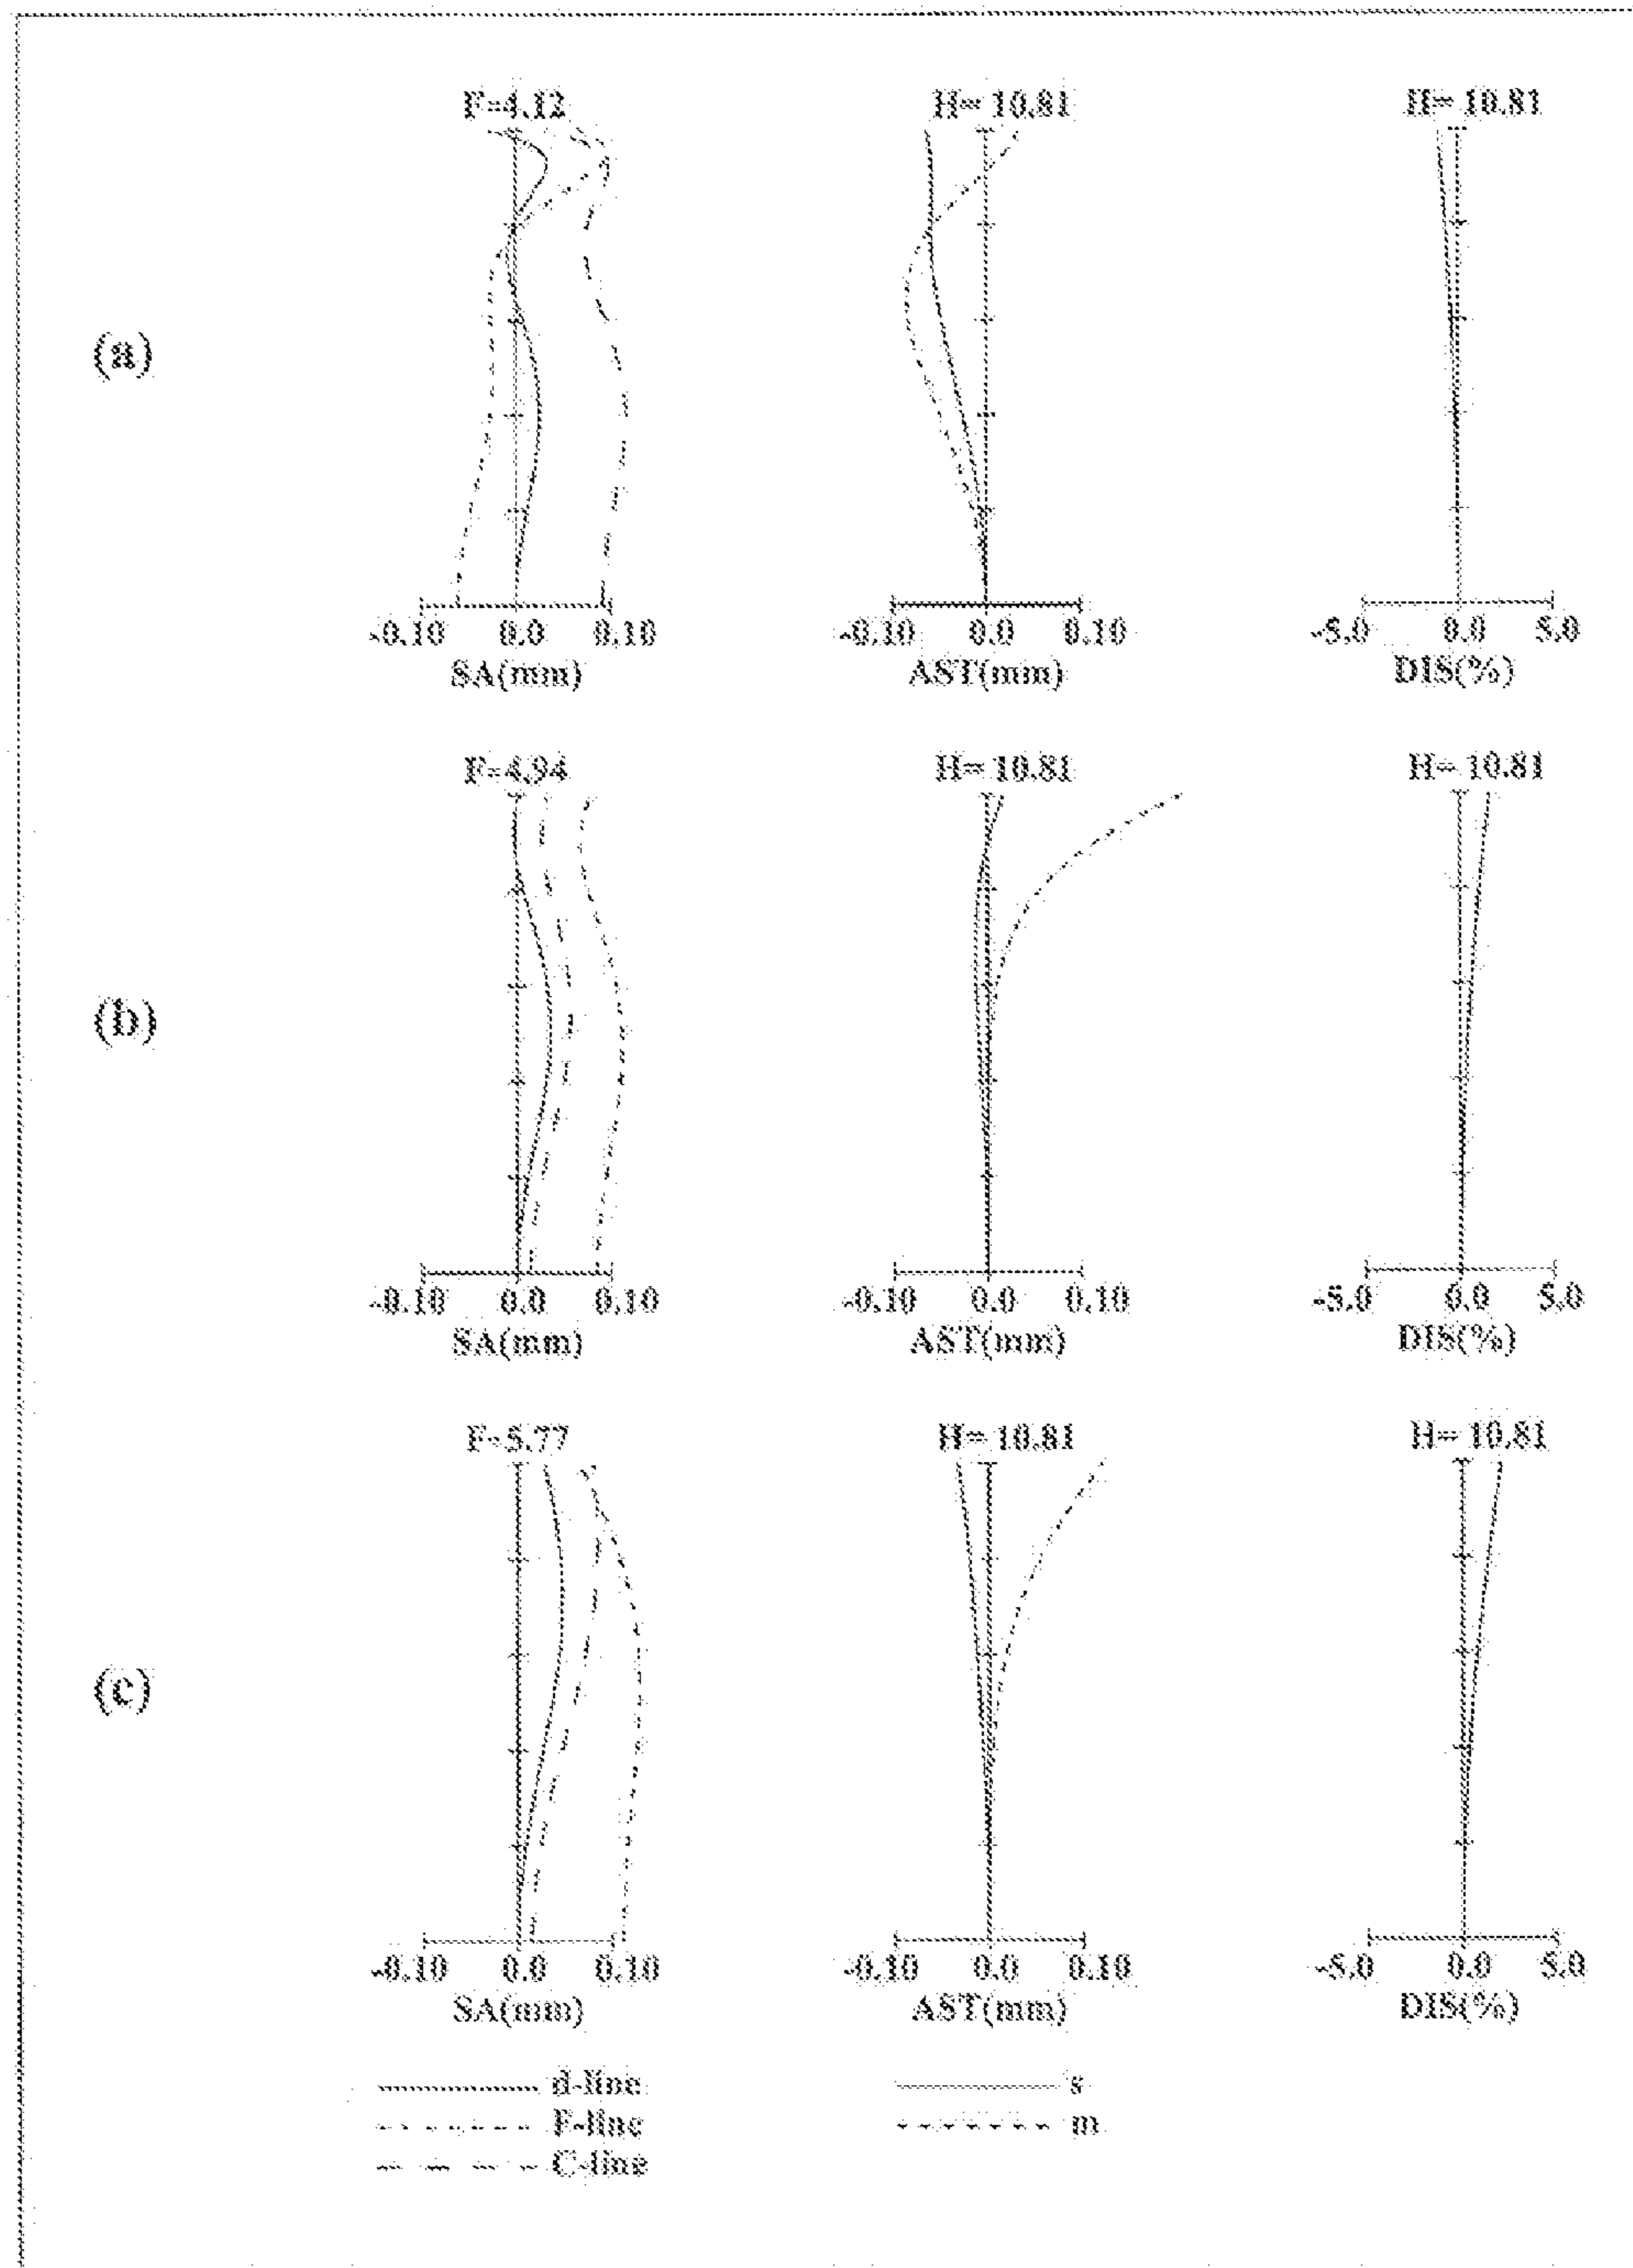 F=4.12 H= 10.81 H= 10.81
(a)
-0.10 0.0 0.10 -0.10 0.0 0.10 -5.0 0.0 5.0
SA(mm) AST(mm) DIS(%)
F=4.94 H= 10.81 H= 10.81
(b)
-0.10 0.0 0.10 -0.10 0.0 0.10 -5.0 0.0 5.0
SA(mm) AST(mm) DIS(%)
F=5.77 H= 10.81 H= 10.81
(c)
-0.10 0.0 0.10 -0.10 0.0 0.10 -5.0 0.0 5.0
SA(mm) AST(mm) DIS(%)
d-line s
F-line m
C-line